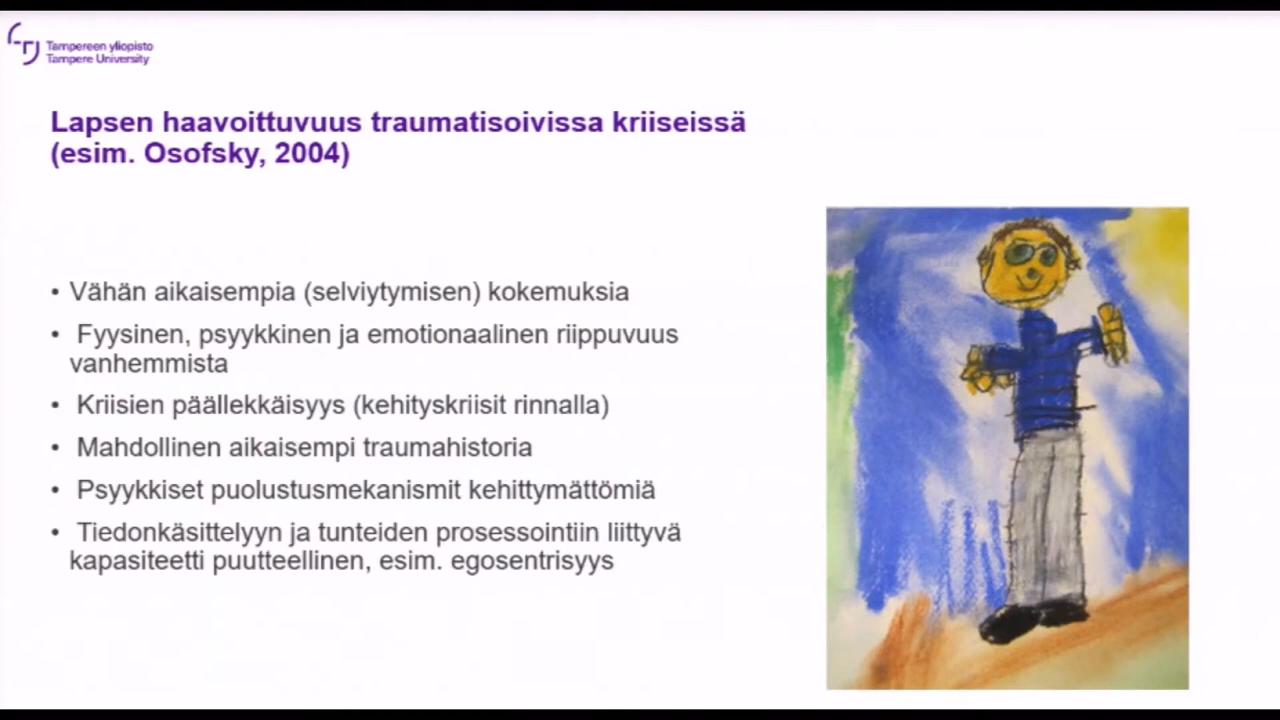 Tampereen yliopisto
Tampere University
Lapsen haavoittuvuus traumatisoivissa kriiseissä
(esim. Osofsky, 2004)
• Vähän aikaisempia (selviytymisen) kokemuksia
• Fyysinen, psyykkinen ja emotionaalinen riippuvuus
vanhemmista
• Kriisien päällekkäisyys (kehityskriisit rinnalla)
• Mahdollinen aikaisempi traumahistoria
• Psyykkiset puolustusmekanismit kehittymättömiä
• Tiedonkäsittelyyn ja tunteiden prosessointiin liittyvä
kapasiteetti puutteellinen, esim. egosentrisyys